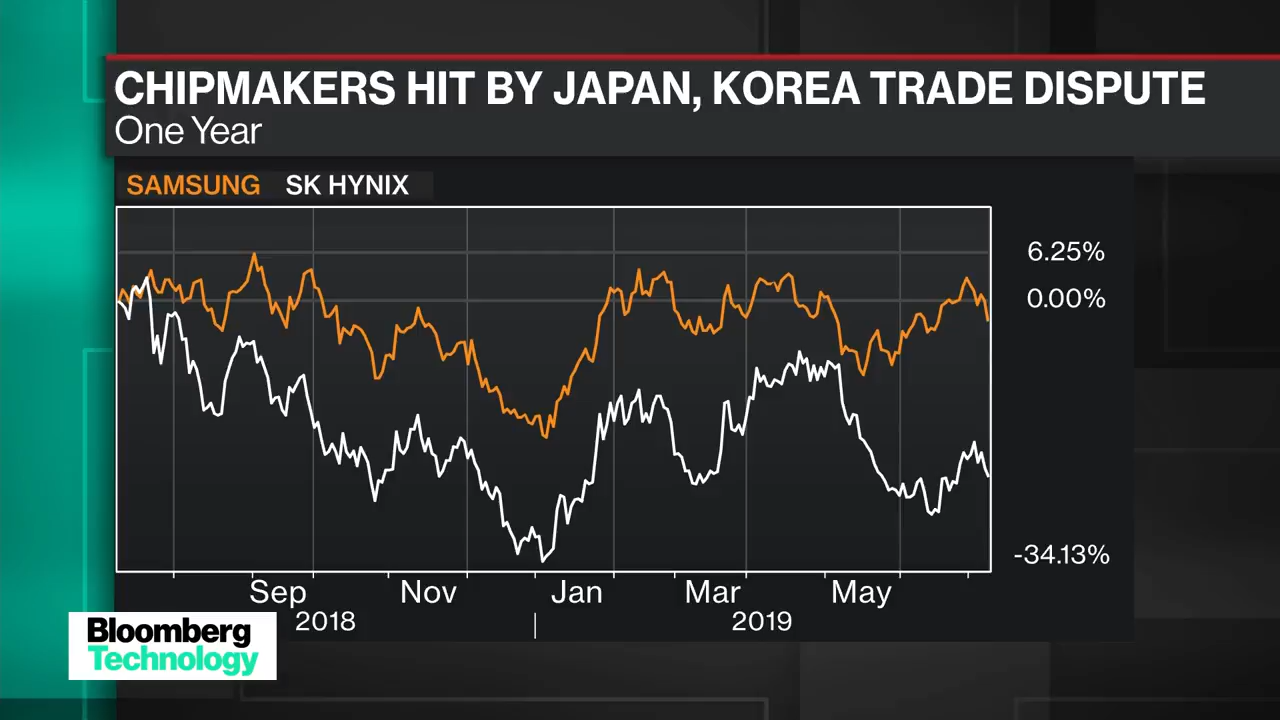 CHIPMAKERS HIT BY JAPAN, KOREA TRADE DISPUTE
One Year
SAMSUNG SK HYNIX
6.25%
0.00%
-34.13%
Sep Nov Jan Mar May
2018 2019
Bloomberg
Technology